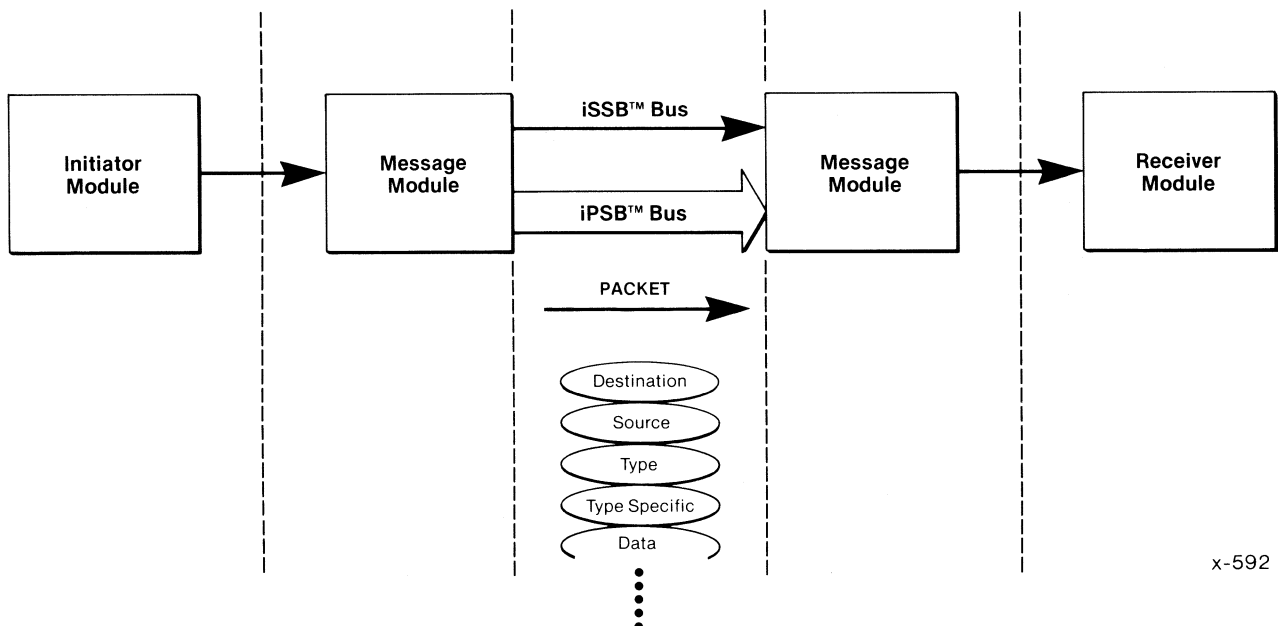 Initiator
Module
Message
Module
iSSB™ Bus
iPSB™ Bus
Message
Module
Receiver
Module
PACKET
Destination
Source
Type
Type Specific
Data
x-592